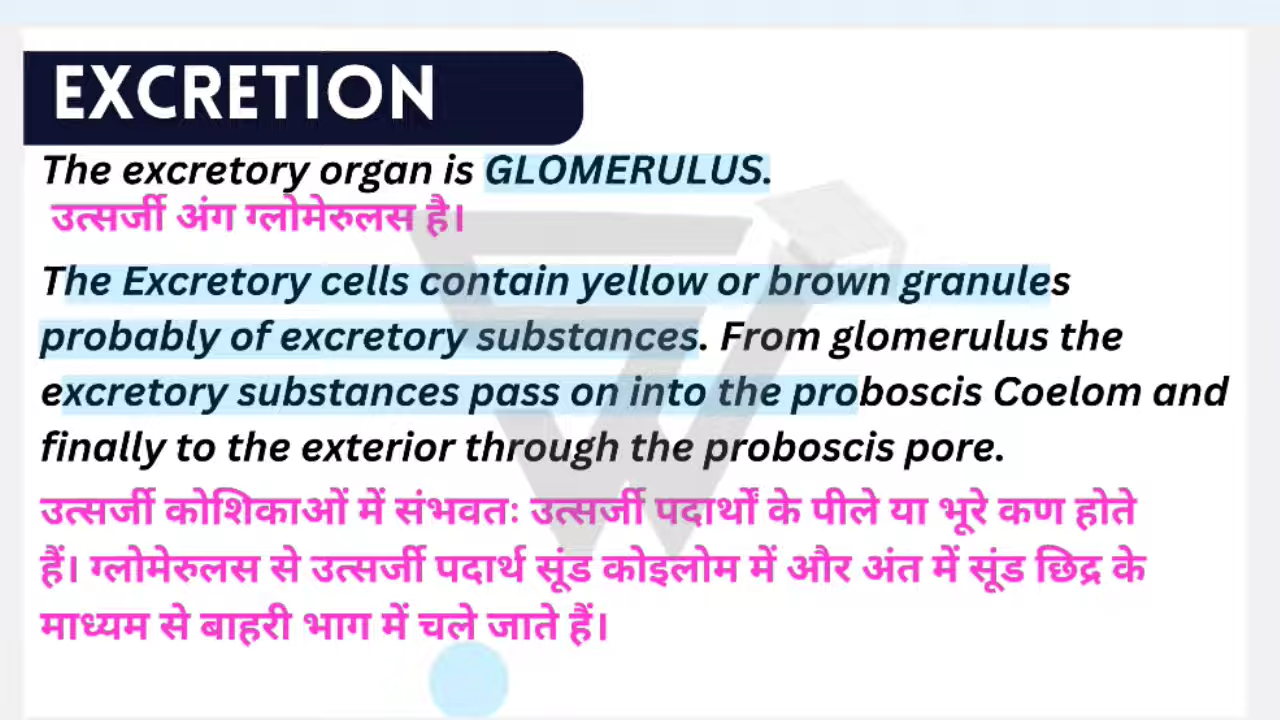 EXCRETION
The excretory organ is GLOMERULUS.
उत्सर्जी अंग ग्लोमेरुलस है।
The Excretory cells contain yellow or brown granules
probably of excretory substances. From glomerulus the
excretory substances pass on into the proboscis Coelom and
finally to the exterior through the proboscis pore.
उत्सर्जी कोशिकाओं में संभवतः उत्सर्जी पदार्थों के पीले या भूरे कण होते
हैं। ग्लोमेरुलस से उत्सर्जी पदार्थ सूंड कोइलोम में और अंत में सूंड छिद्र के
माध्यम से बाहरी भाग में चले जाते हैं।